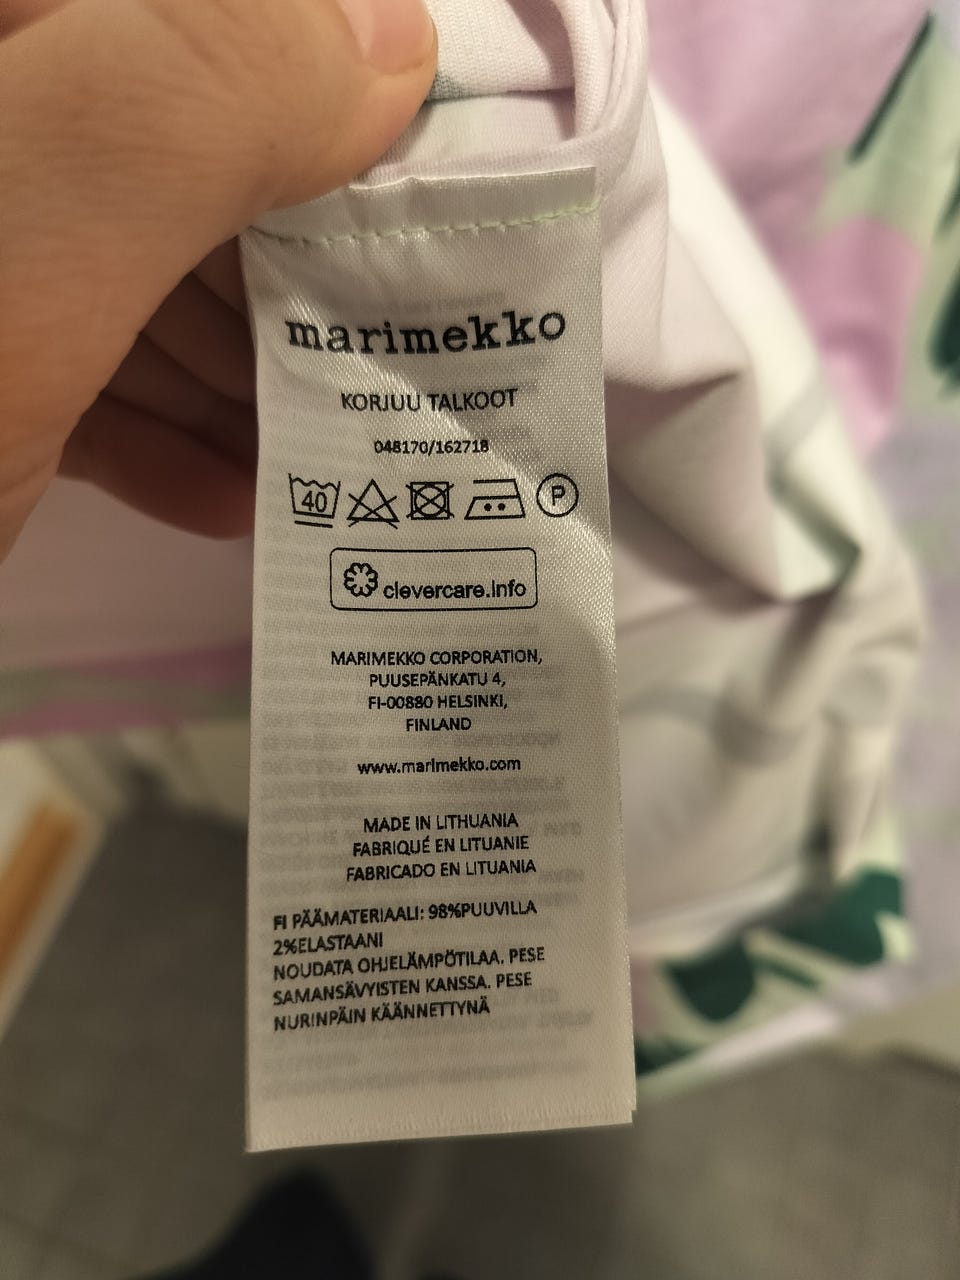 marimekko
KORJUU TALKOOT
048170/162718
40 P
clevercare.info
MARIMEKKO CORPORATION,
PUUSEPÄNKATU 4,
FI-00880 HELSINKI,
FINLAND
www.marimekko.com
MADE IN LITHUANIA
FABRIQUÉ EN LITUANIE
FABRICADO EN LITUANIA
FI PÄÄMATERIAALI: 98%PUUVILLA
2%ELASTAANI
NOUDATA OHJELÄMPÖTILAA. PESE
SAMANSÄVYISTEN KANSSA. PESE
NURINPÄIN KÄÄNNETTYNÄ